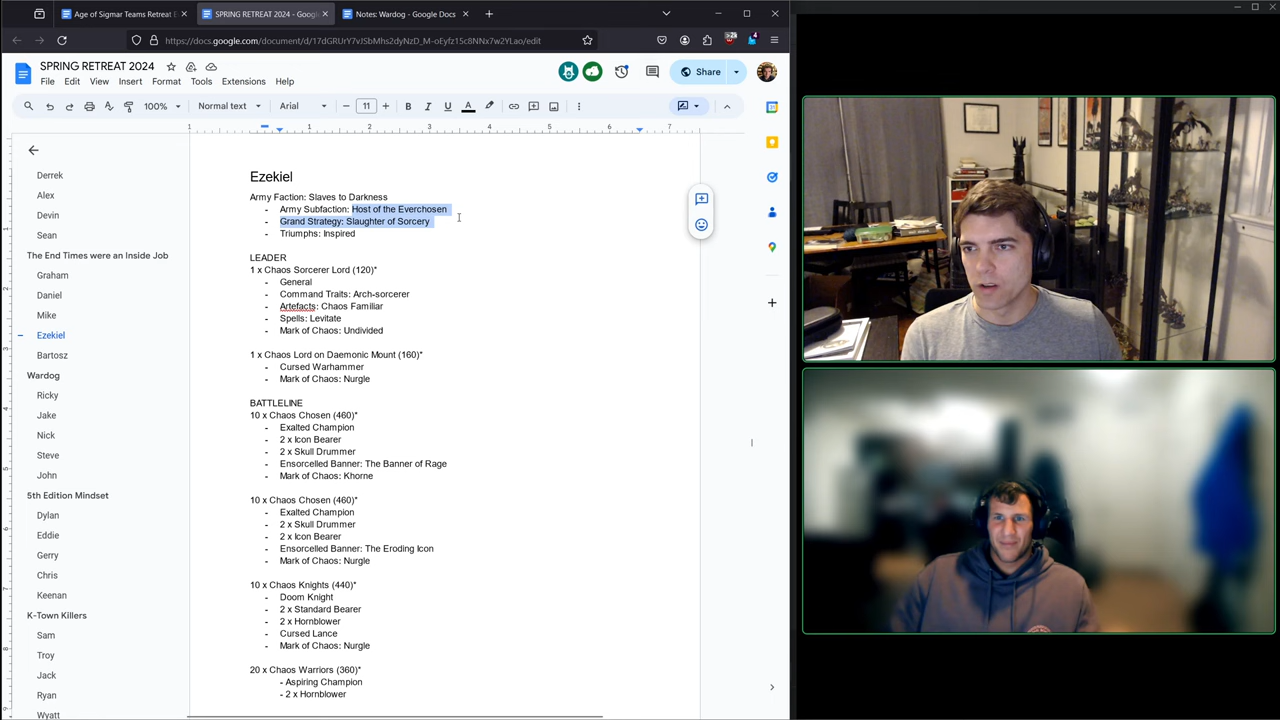 Age of Sigmar Teams Retreat E
SPRING RETREAT 2024 - Google
Notes: Wardog - Google Docs
https://docs.google.com/document/d/17dGRUrY7vJSbMhs2dyNzD_M-oEyfz15c8NNx7w2YLao/edit
SPRING RETREAT 2024
File Edit View Insert Format Tools Extensions Help
Share
100% Normal text Arial 11 B I U A
1 1 2 3 4 5 6 7
Derrek
Alex
Devin
Sean
The End Times were an Inside Job
Graham
Daniel
Mike
Ezekiel
Bartosz
Wardog
Ricky
Jake
Nick
Steve
John
5th Edition Mindset
Dylan
Eddie
Gerry
Chris
Keenan
K-Town Killers
Sam
Troy
Jack
Ryan
Wyatt
Ezekiel
Army Faction: Slaves to Darkness
- Army Subfaction: Host of the Everchosen
- Grand Strategy: Slaughter of Sorcery
- Triumphs: Inspired
LEADER
1 x Chaos Sorcerer Lord (120)*
- General
- Command Traits: Arch-sorcerer
- Artefacts: Chaos Familiar
- Spells: Levitate
- Mark of Chaos: Undivided
1 x Chaos Lord on Daemonic Mount (160)*
- Cursed Warhammer
- Mark of Chaos: Nurgle
BATTLELINE
10 x Chaos Chosen (460)*
- Exalted Champion
- 2 x Icon Bearer
- 2 x Skull Drummer
- Ensorcelled Banner: The Banner of Rage
- Mark of Chaos: Khorne
10 x Chaos Chosen (460)*
- Exalted Champion
- 2 x Skull Drummer
- 2 x Icon Bearer
- Ensorcelled Banner: The Eroding Icon
- Mark of Chaos: Nurgle
10 x Chaos Knights (440)*
- Doom Knight
- 2 x Standard Bearer
- 2 x Hornblower
- Cursed Lance
- Mark of Chaos: Nurgle
20 x Chaos Warriors (360)*
- Aspiring Champion
- 2 x Hornblower